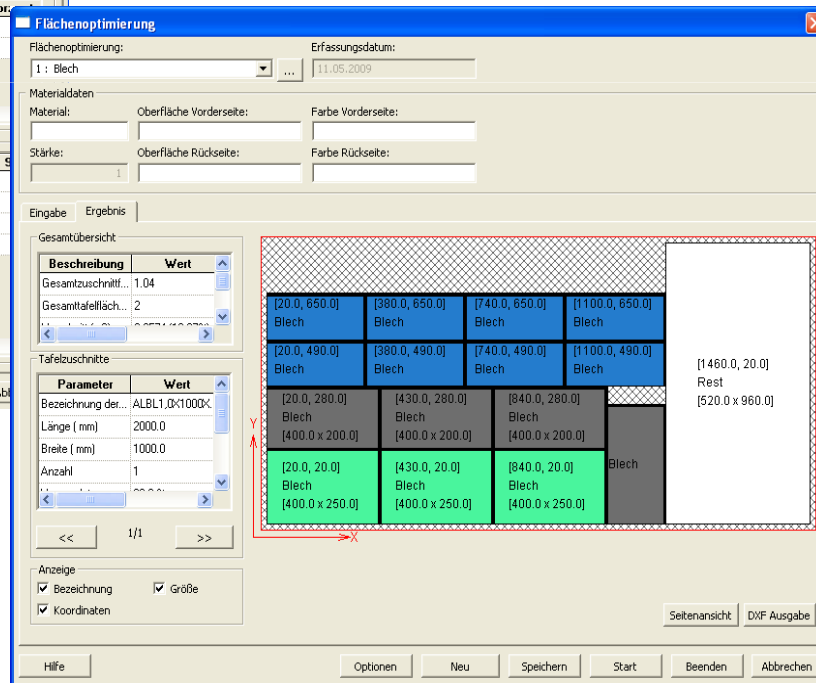 Flächenoptimierung
Flächenoptimierung:
Erfassungsdatum:
1 : Blech
...
11.05.2009
Materialdaten
Material:
Oberfläche Vorderseite:
Farbe Vorderseite:
Stärke:
Oberfläche Rückseite:
Farbe Rückseite:
1
Eingabe
Ergebnis
Gesamtübersicht
Beschreibung Wert
Gesamtzuschnittf... 1.04
Gesamttafelfläch... 2
Tafelzuschnitte
Parameter Wert
Bezeichnung der... ALBL1,0X1000X
Länge ( mm) 2000.0
Breite ( mm) 1000.0
Anzahl 1
<< 1/1 >>
Anzeige
Bezeichnung
Größe
Koordinaten
[20.0, 650.0] [380.0, 650.0] [740.0, 650.0] [1100.0, 650.0]
Blech Blech Blech Blech
[20.0, 490.0] [380.0, 490.0] [740.0, 490.0] [1100.0, 490.0]
Blech Blech Blech Blech
[20.0, 280.0] [430.0, 280.0] [840.0, 280.0]
Blech Blech Blech
[400.0 x 200.0] [400.0 x 200.0] [400.0 x 200.0]
[20.0, 20.0] [430.0, 20.0] [840.0, 20.0]
Blech Blech Blech
[400.0 x 250.0] [400.0 x 250.0] [400.0 x 250.0]
Blech
[1460.0, 20.0]
Rest
[520.0 x 960.0]
Y
X
Seitenansicht
DXF Ausgabe
Hilfe
Optionen
Neu
Speichern
Start
Beenden
Abbrechen